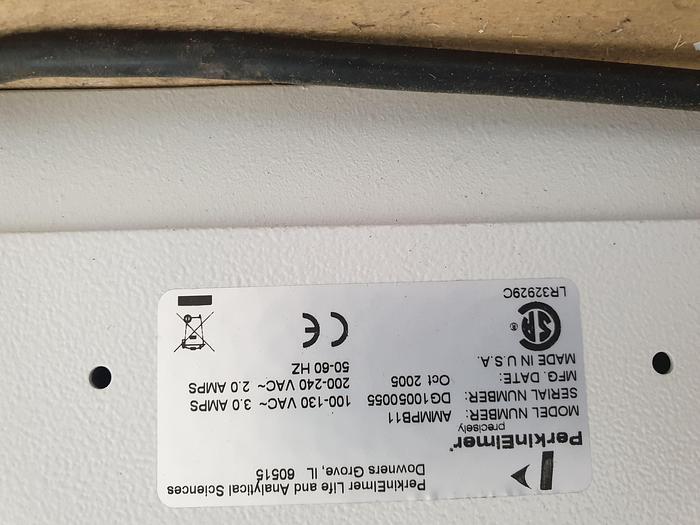 PerkinElmer Life and Analytical Sciences
Downers Grove, IL 60515
PerkinElmer
precisely
MODEL NUMBER: AMMPB11
SERIAL NUMBER: DG10050055 100-130 VAC~ 3.0 AMPS
MFG. DATE: Oct 2005 200-240 VAC~ 2.0 AMPS
MADE IN U.S.A. 50-60 HZ
SA ® CE
LR32929C